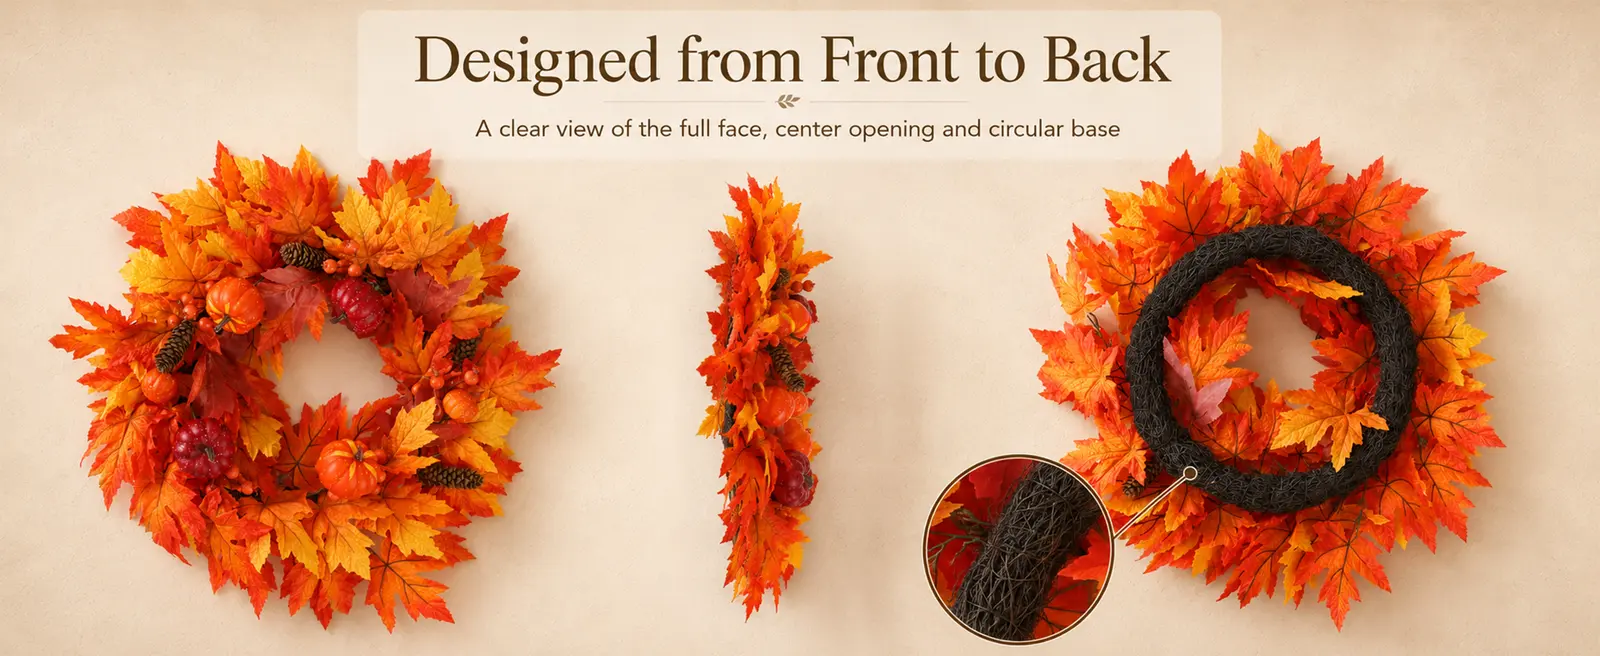 Designed from Front to Back
A clear view of the full face, center opening and circular base